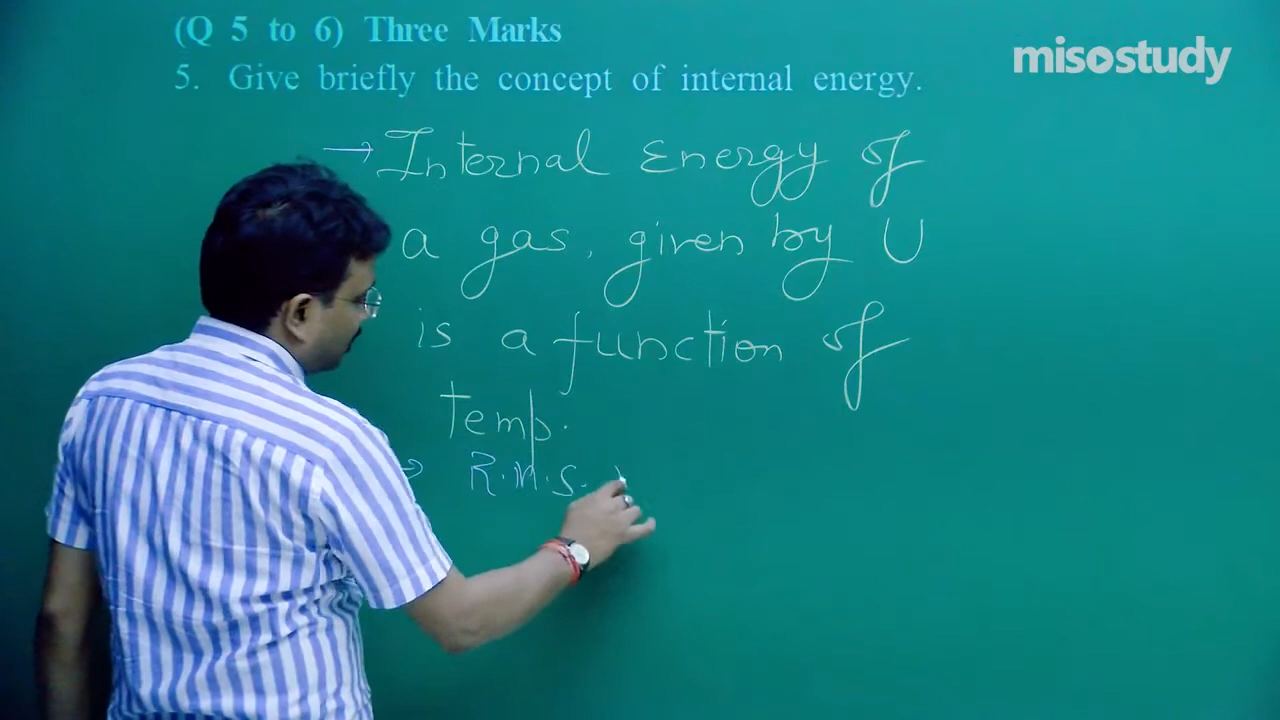 (Q 5 to 6) Three Marks
misostudy
5. Give briefly the concept of internal energy.
→ Internal Energy of
a gas, given by U
is a function of
temp.
→ R.M.S.